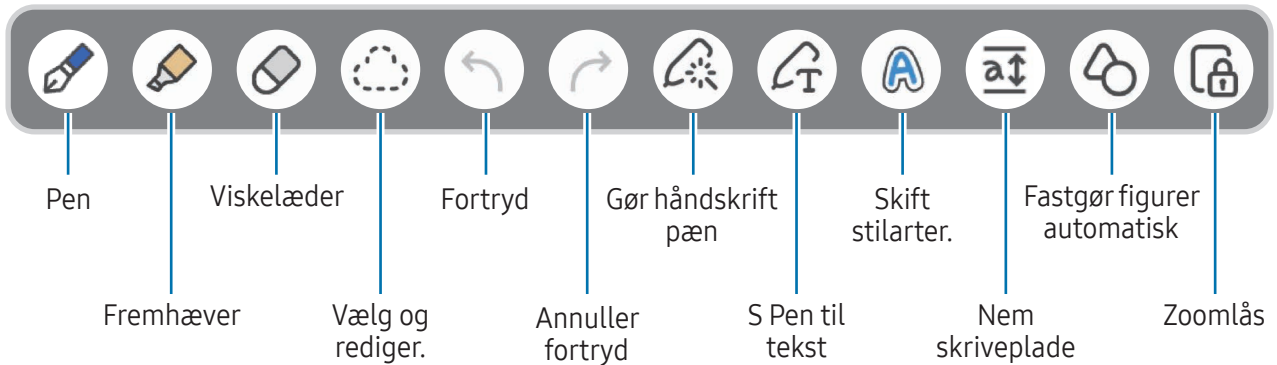 Pen
Viskelæder
Fortryd
Gør håndskrift
pæn
Skift
stilarter.
Fastgør figurer
automatisk
Fremhæver
Vælg og
rediger.
Annuller
fortryd
S Pen til
tekst
Nem
skriveplade
Zoomlås